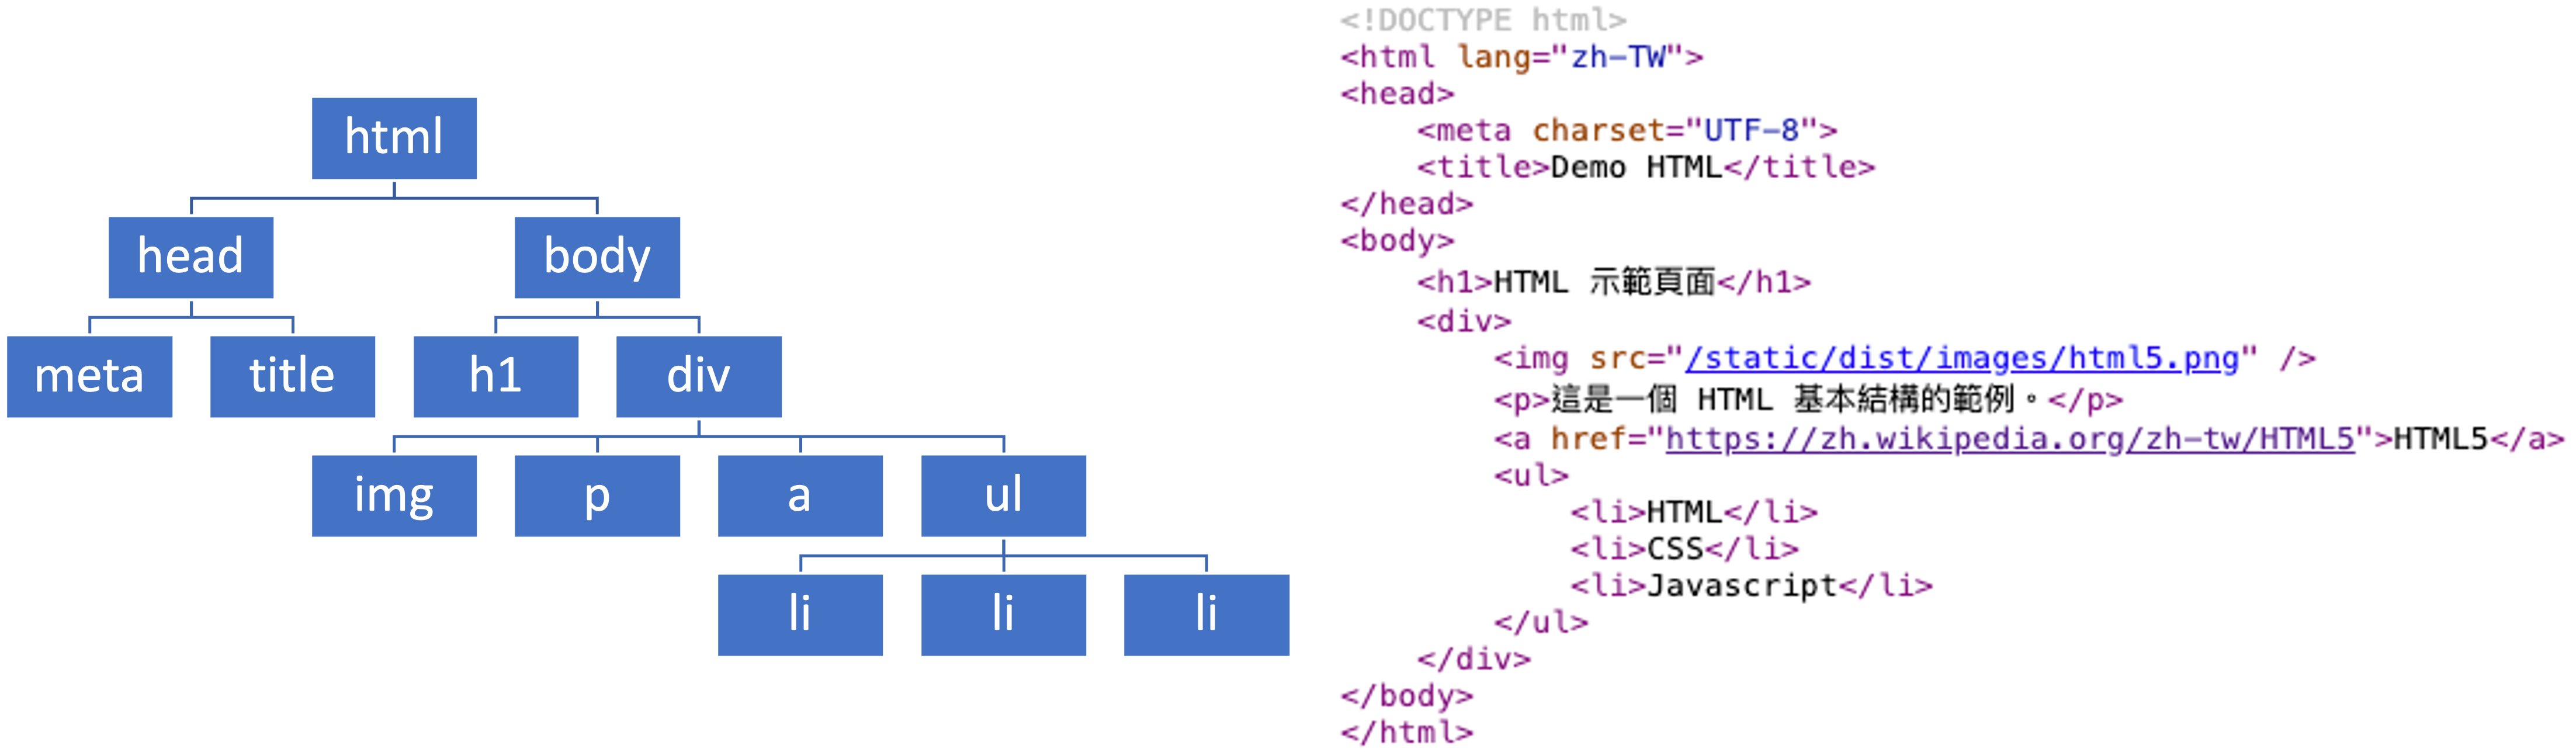 html
head body
meta title h1 div
img p a ul
li li li
<!DOCTYPE html>
<html lang="zh-TW">
<head>
<meta charset="UTF-8">
<title>Demo HTML</title>
</head>
<body>
<h1>HTML 示範頁面</h1>
<div>
<img src="/static/dist/images/html5.png" />
<p>這是一個 HTML 基本結構的範例。</p>
<a href="https://zh.wikipedia.org/zh-tw/HTML5">HTML5</a>
<ul>
<li>HTML</li>
<li>CSS</li>
<li>Javascript</li>
</ul>
</div>
</body>
</html>